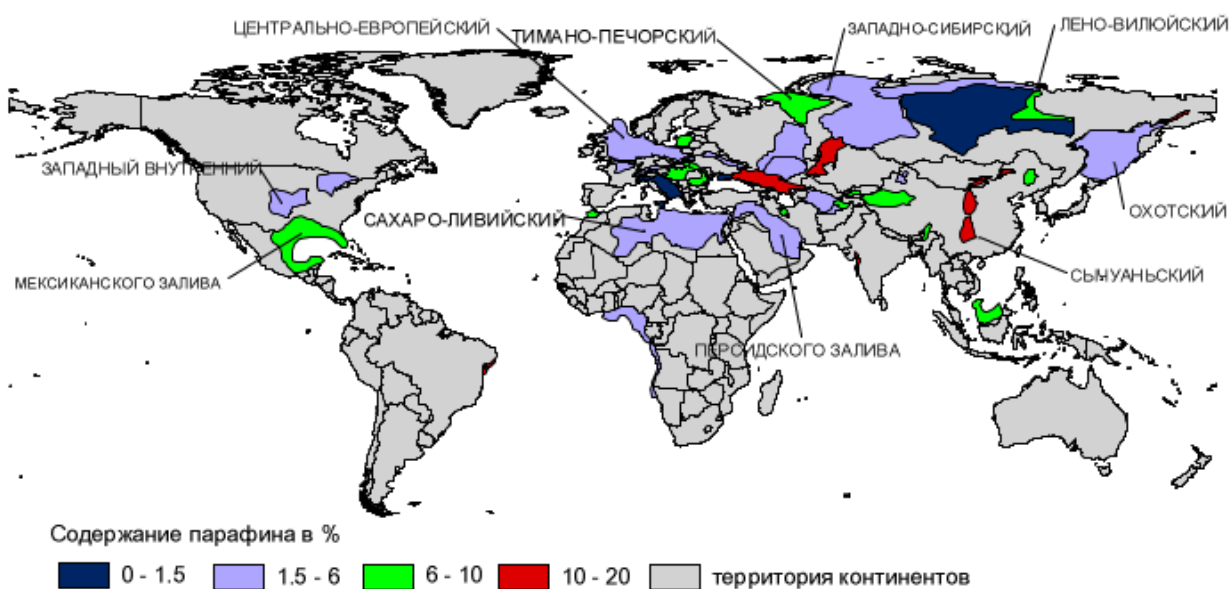 ЦЕНТРАЛЬНО-ЕВРОПЕЙСКИЙ
ТИМАНО-ПЕЧОРСКИЙ
ЗАПАДНО-СИБИРСКИЙ
ЛЕНО-ВИЛЮЙСКИЙ
ЗАПАДНЫЙ ВНУТРЕННИЙ
САХАРО-ЛИВИЙСКИЙ
ОХОТСКИЙ
МЕКСИКАНСКОГО ЗАЛИВА
СЫЧУАНЬСКИЙ
ПЕРСИДСКОГО ЗАЛИВА
Содержание парафина в %
0 - 1.5
1.5 - 6
6 - 10
10 - 20
территория континентов